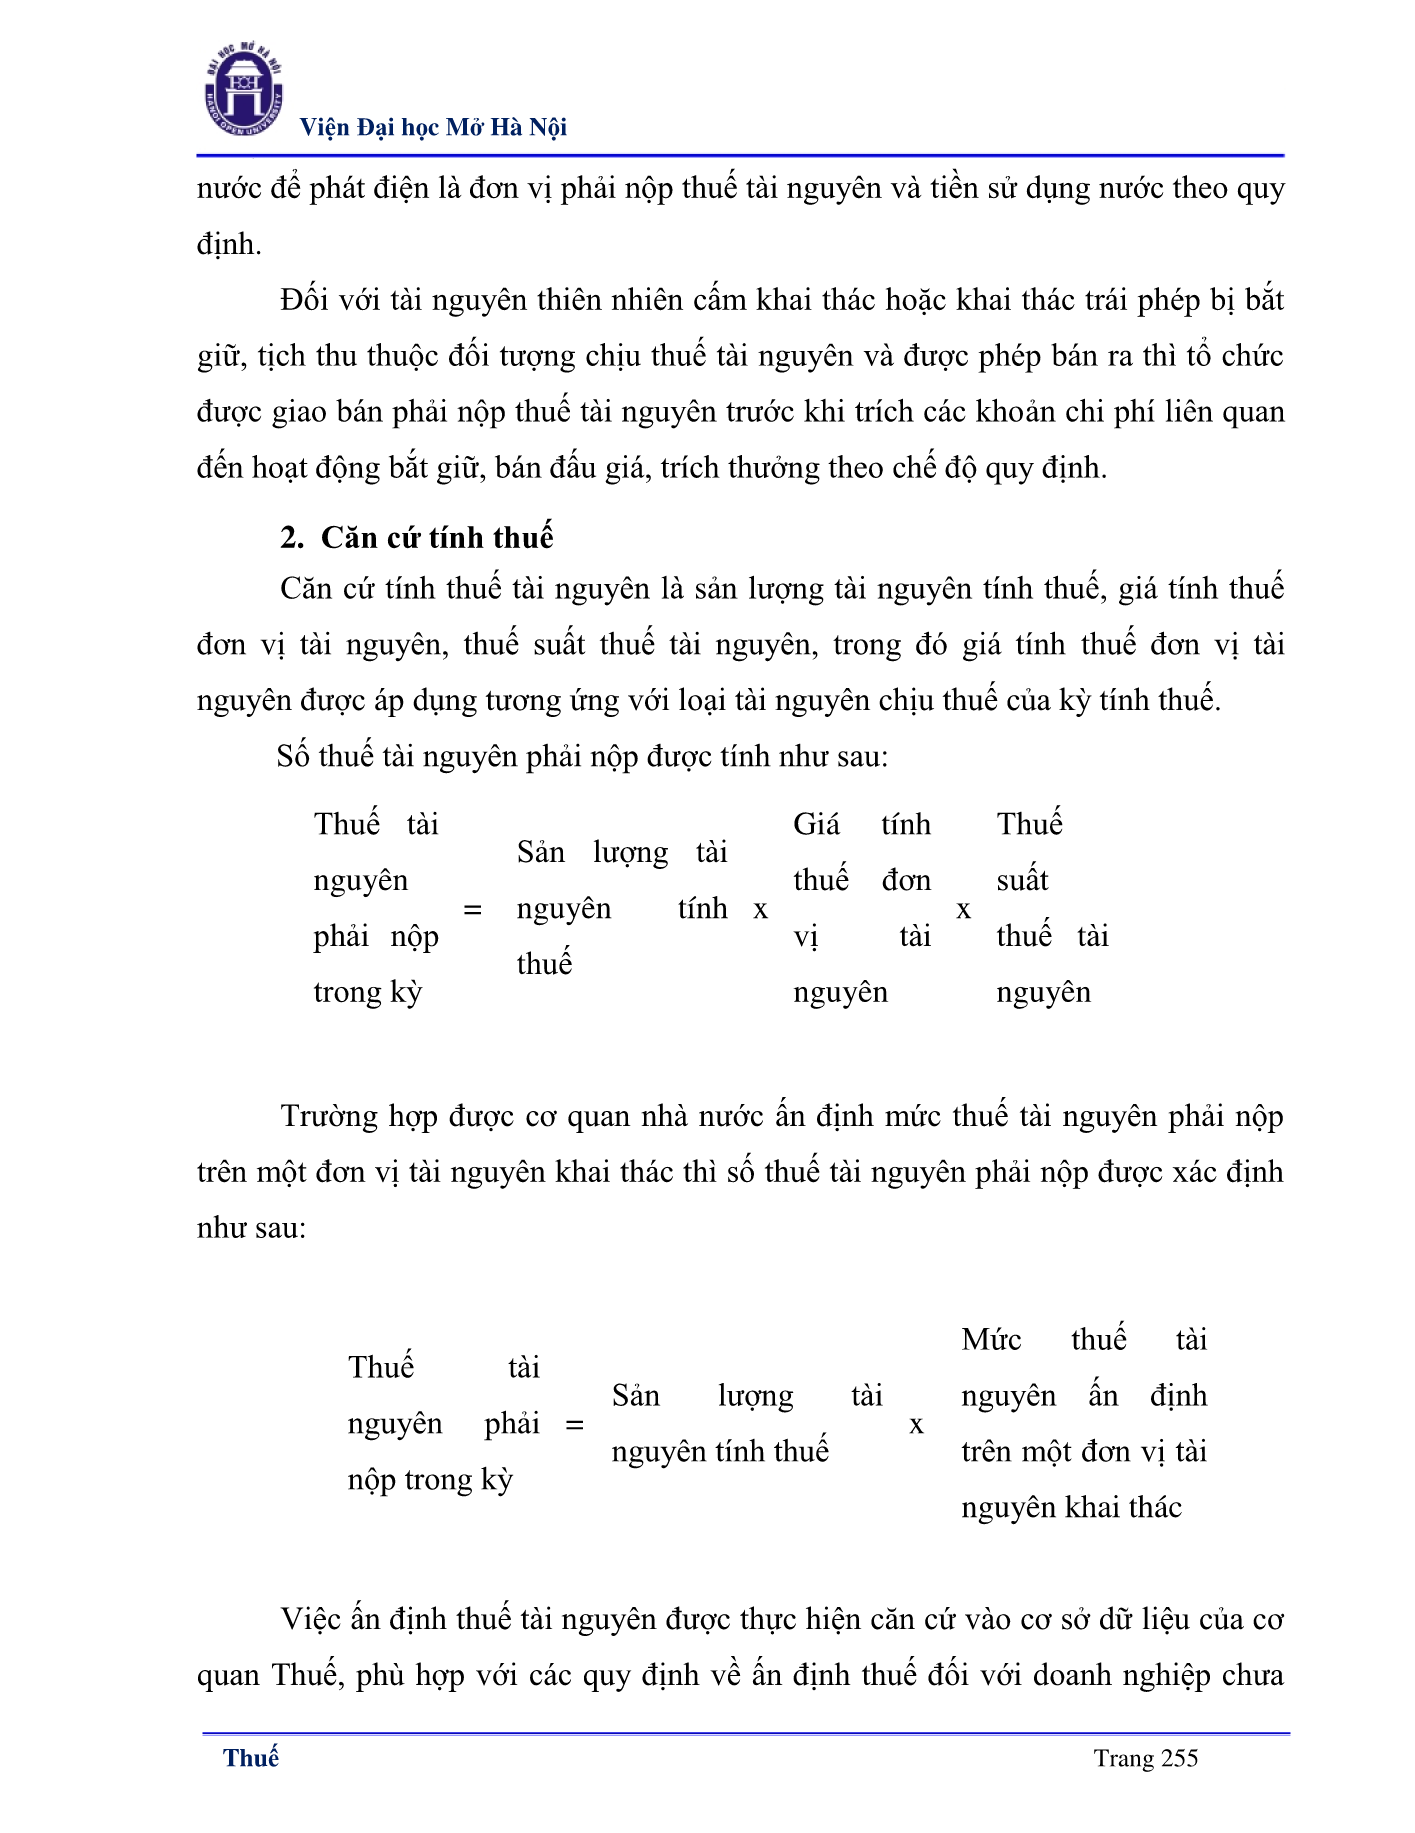 ĐẠI HỌC MỞ HÀ NỘI
HANOI OPEN UNIVERSITY
Viện Đại học Mở Hà Nội
nước để phát điện là đơn vị phải nộp thuế tài nguyên và tiền sử dụng nước theo quy
định.
Đối với tài nguyên thiên nhiên cấm khai thác hoặc khai thác trái phép bị bắt
giữ, tịch thu thuộc đối tượng chịu thuế tài nguyên và được phép bán ra thì tổ chức
được giao bán phải nộp thuế tài nguyên trước khi trích các khoản chi phí liên quan
đến hoạt động bắt giữ, bán đấu giá, trích thưởng theo chế độ quy định.
2. Căn cứ tính thuế
Căn cứ tính thuế tài nguyên là sản lượng tài nguyên tính thuế, giá tính thuế
đơn vị tài nguyên, thuế suất thuế tài nguyên, trong đó giá tính thuế đơn vị tài
nguyên được áp dụng tương ứng với loại tài nguyên chịu thuế của kỳ tính thuế.
Số thuế tài nguyên phải nộp được tính như sau:
Thuế tài
nguyên
phải nộp
trong kỳ
=
Sản lượng tài
nguyên tính
thuế
x
Giá tính
thuế đơn
vị tài
nguyên
x
Thuế
suất
thuế tài
nguyên
Trường hợp được cơ quan nhà nước ấn định mức thuế tài nguyên phải nộp
trên một đơn vị tài nguyên khai thác thì số thuế tài nguyên phải nộp được xác định
như sau:
Thuế tài
nguyên phải
nộp trong kỳ
=
Sản lượng tài
nguyên tính thuế
x
Mức thuế tài
nguyên ấn định
trên một đơn vị tài
nguyên khai thác
Việc ấn định thuế tài nguyên được thực hiện căn cứ vào cơ sở dữ liệu của cơ
quan Thuế, phù hợp với các quy định về ấn định thuế đối với doanh nghiệp chưa
Thuế
Trang 255